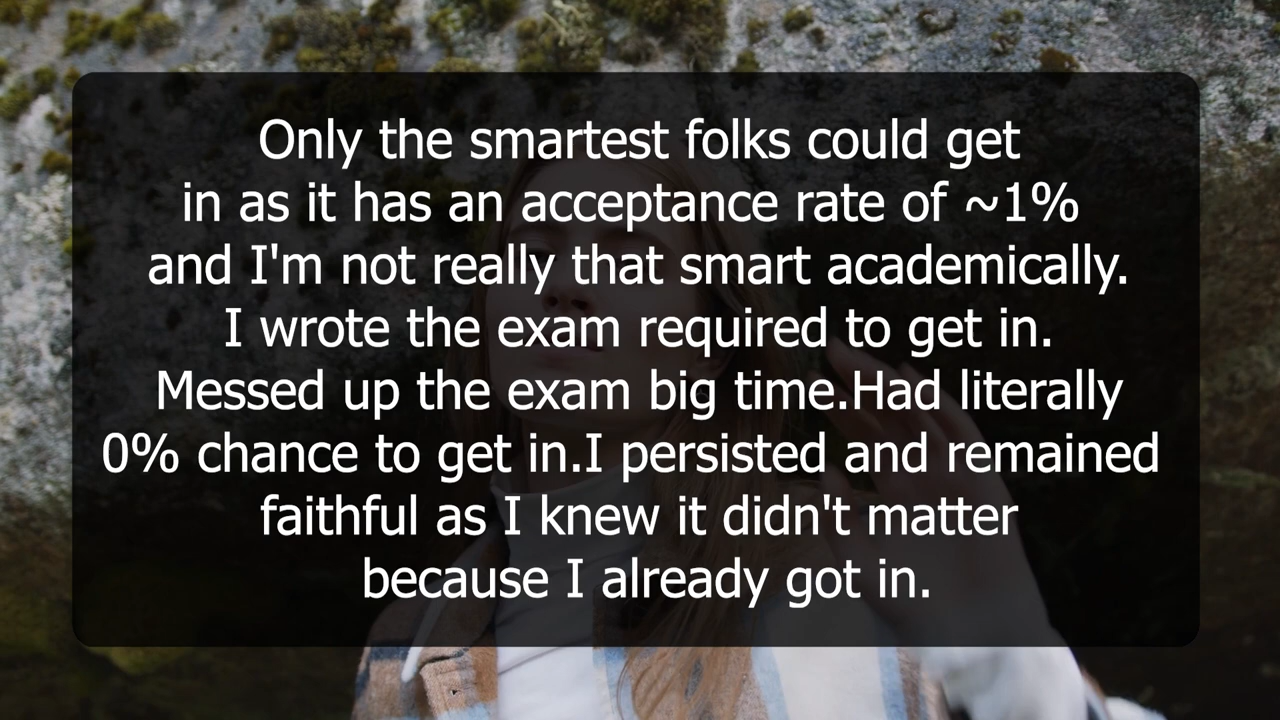 Only the smartest folks could get
in as it has an acceptance rate of ~1%
and I'm not really that smart academically.
I wrote the exam required to get in.
Messed up the exam big time.Had literally
0% chance to get in.I persisted and remained
faithful as I knew it didn't matter
because I already got in.